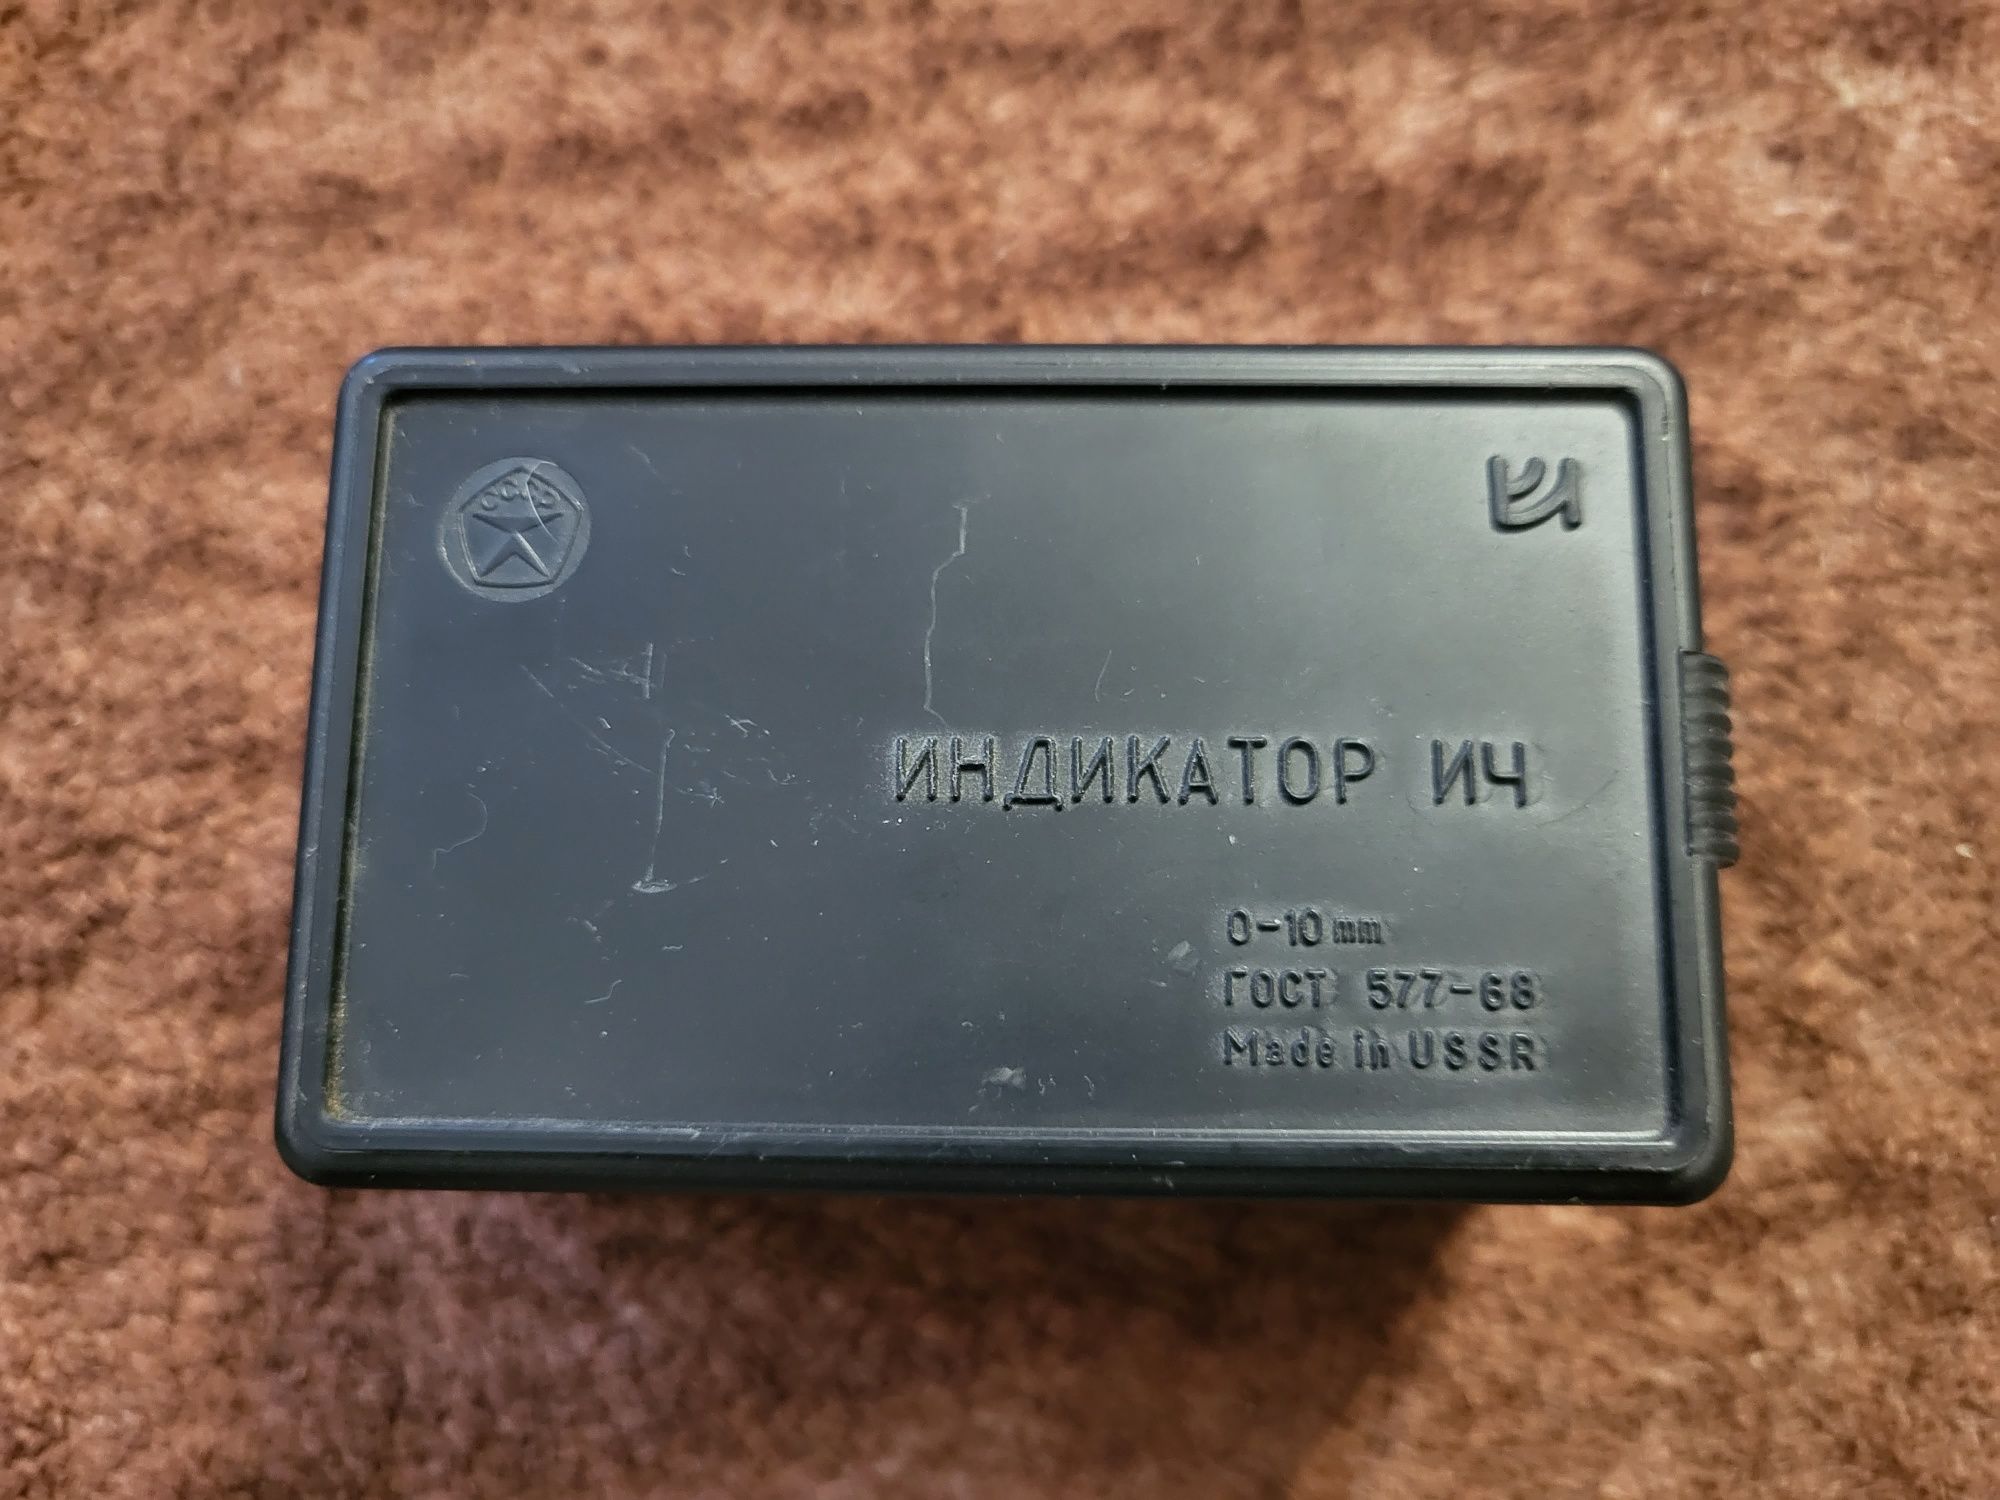 СССР
ИНДИКАТОР ИЧ
0-10 mm
ГОСТ 577-68
Made in USSR